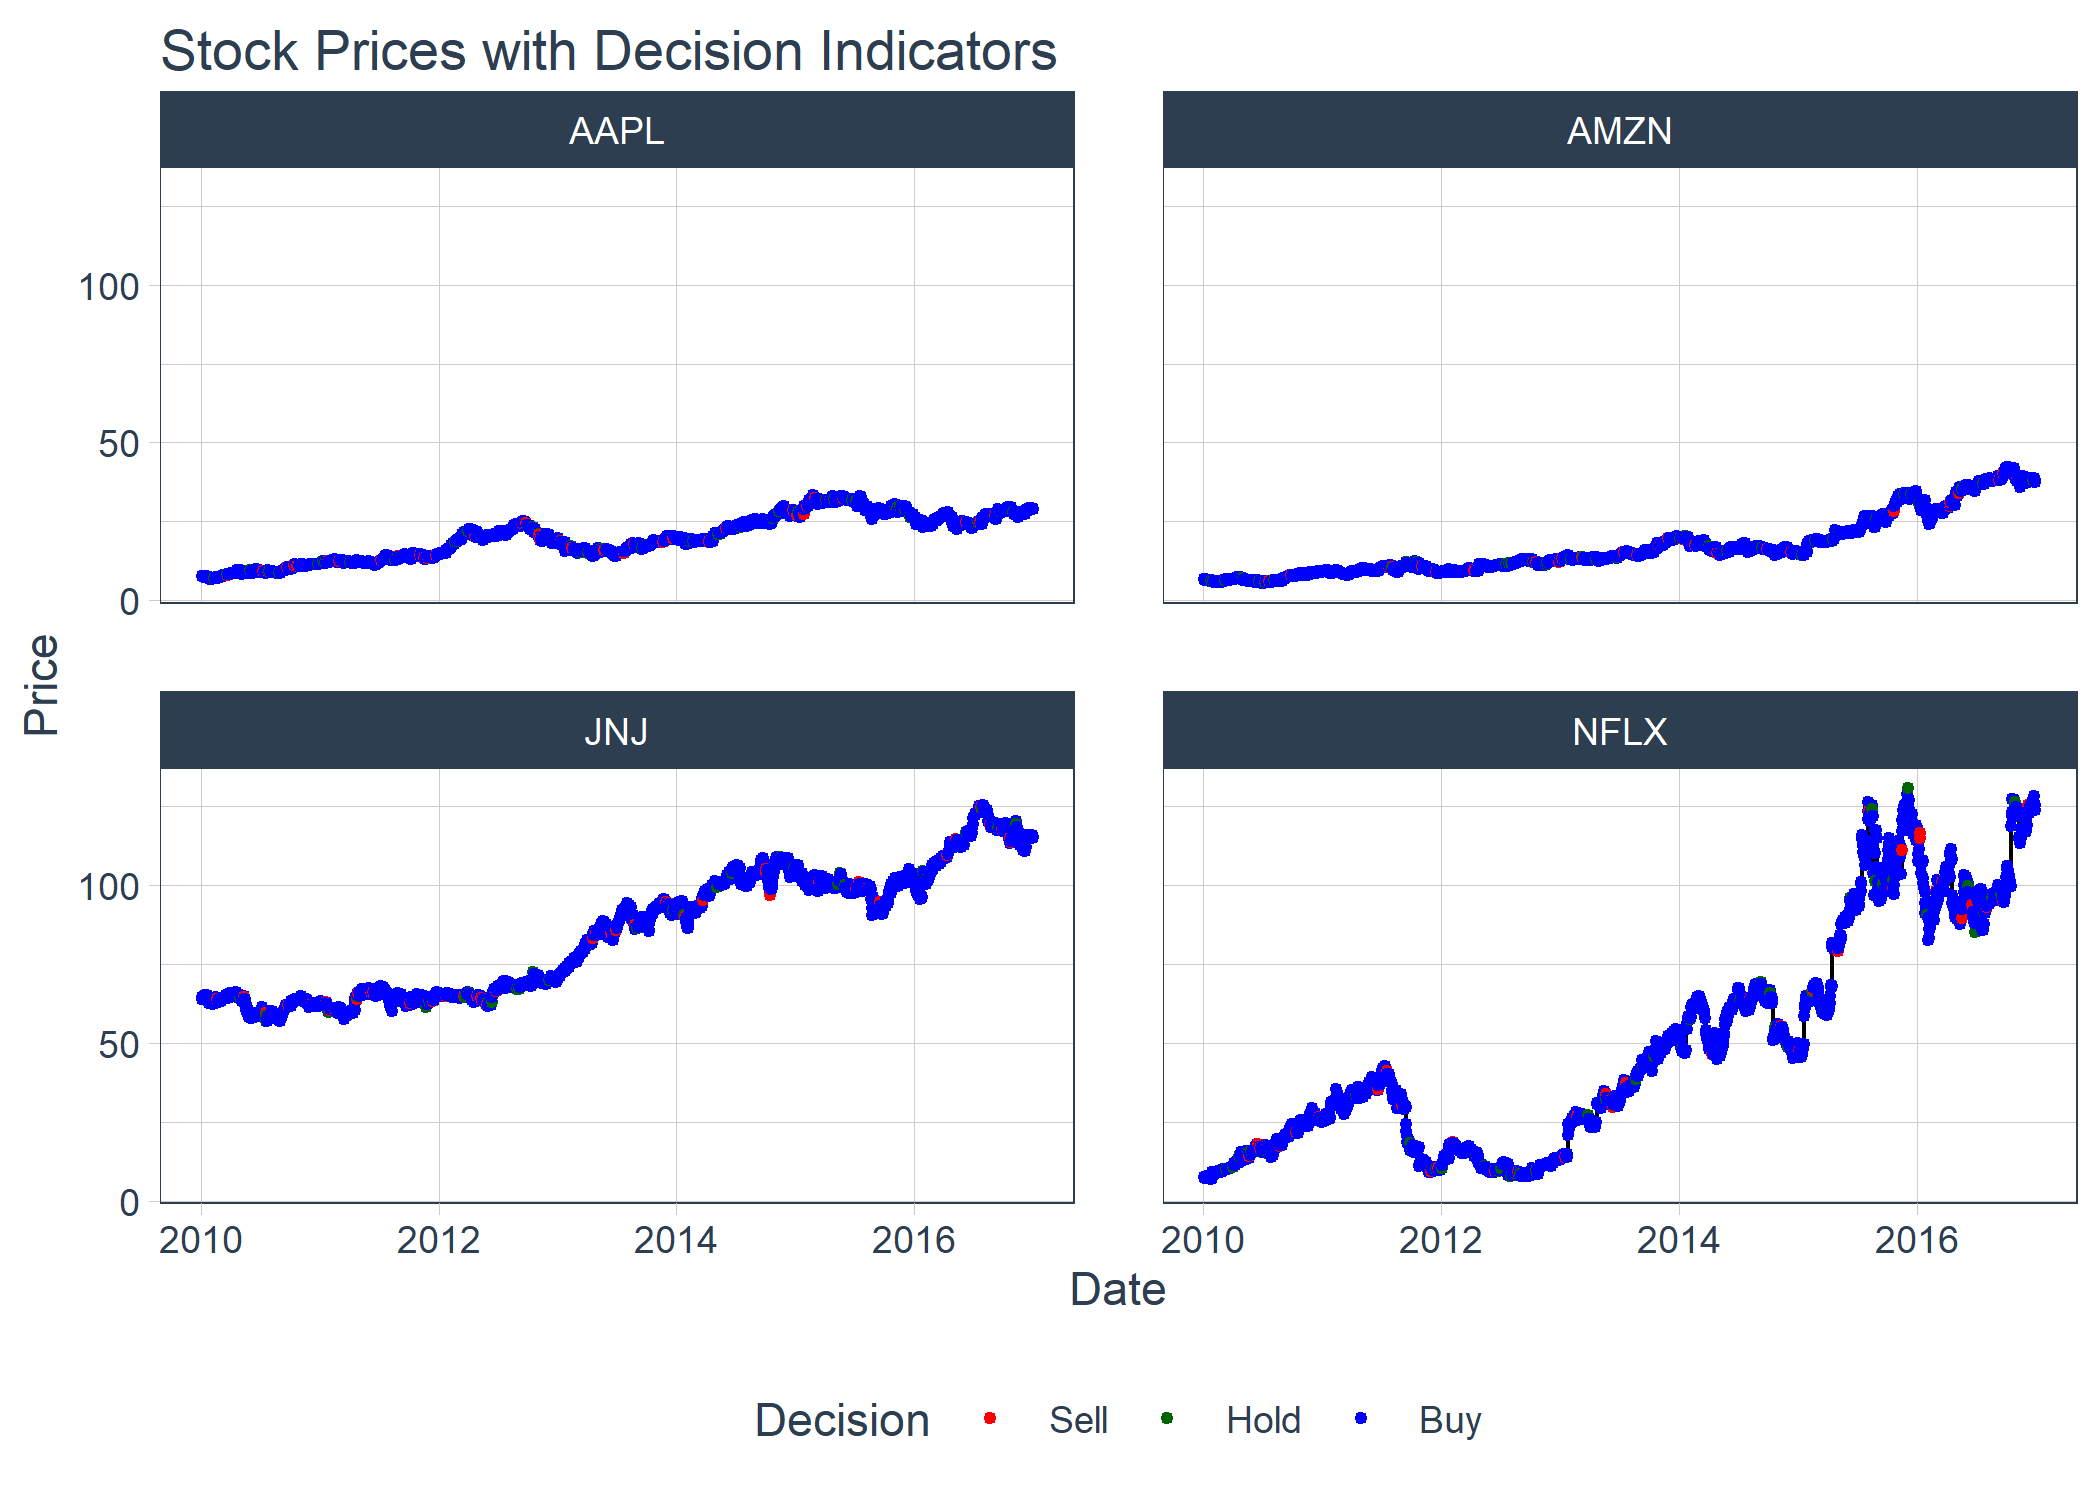 Stock Prices with Decision Indicators
AAPL
AMZN
100
50
0
Price
JNJ
NFLX
100
50
0
2010 2012 2014 2016
2010 2012 2014 2016
Date
Decision Sell Hold Buy